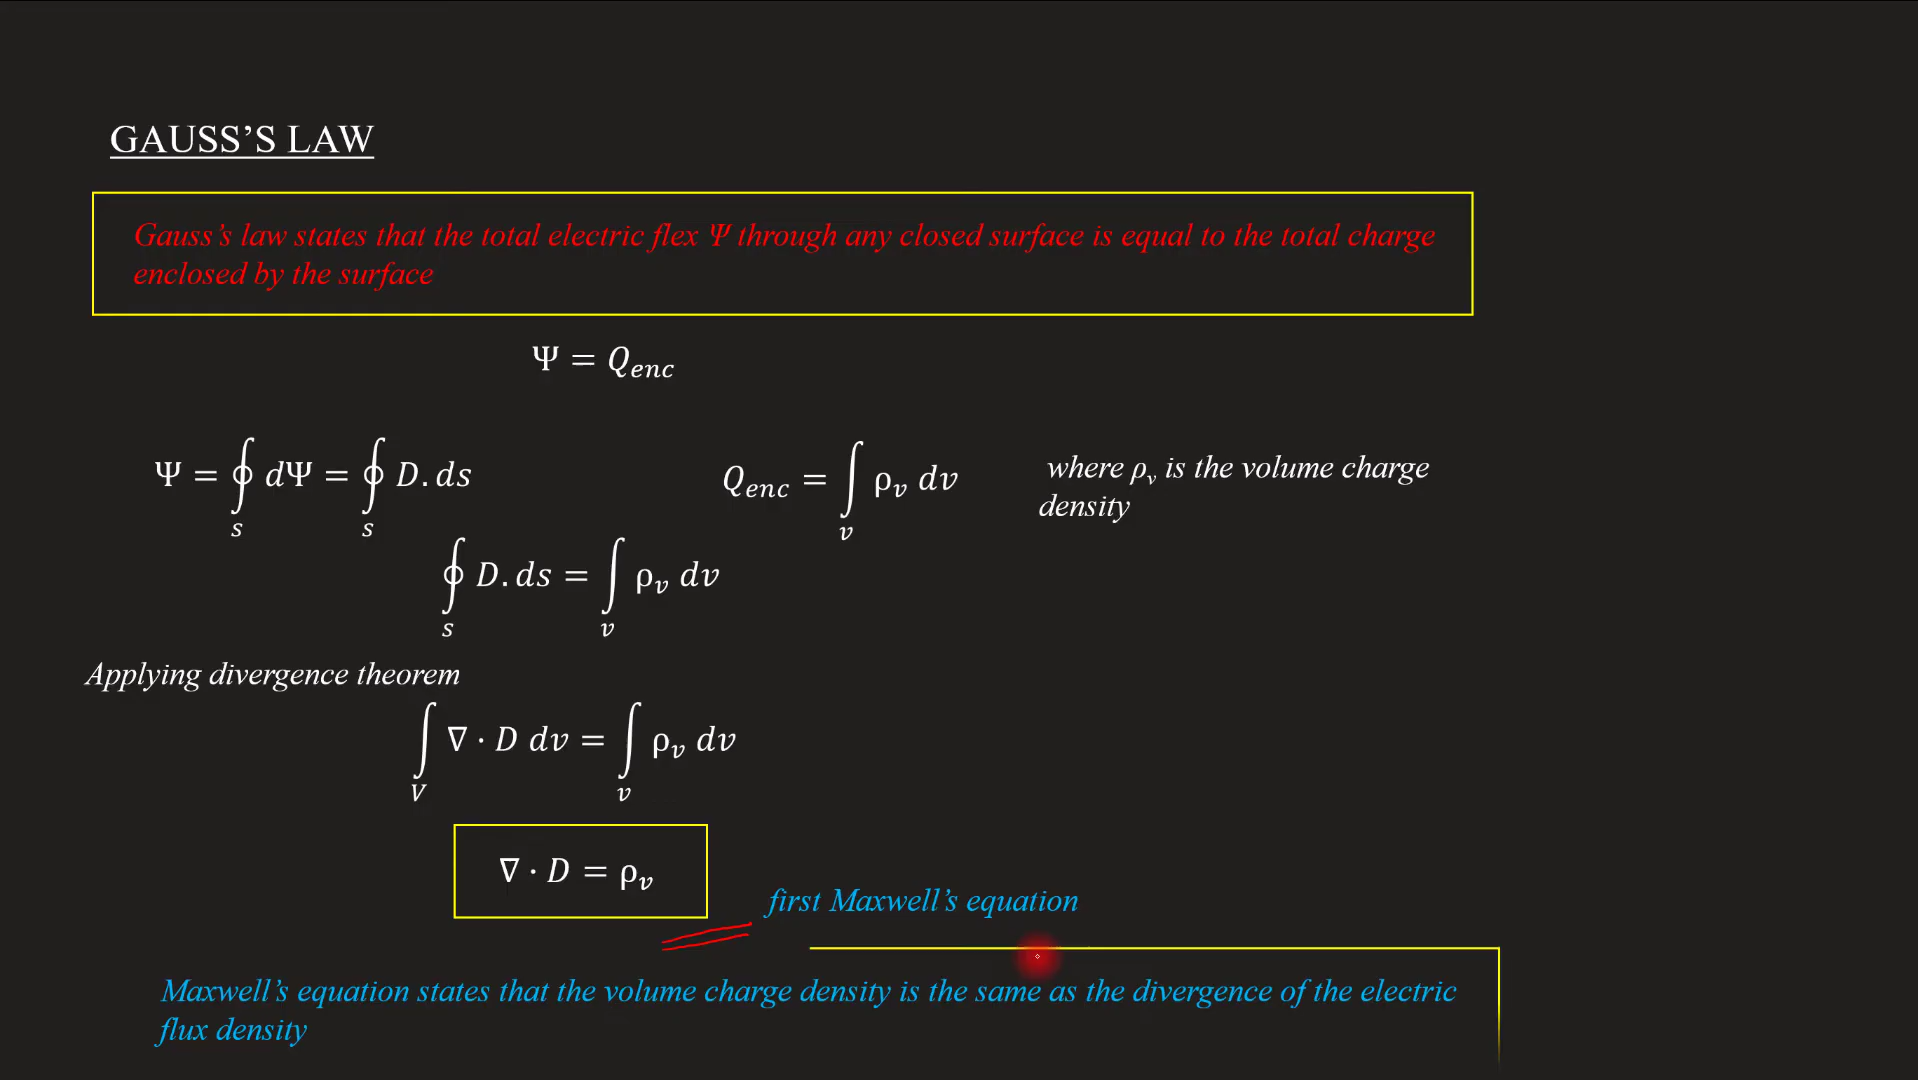 GAUSS’S LAW
Gauss’s law states that the total electric flex Ψ through any closed surface is equal to the total charge
enclosed by the surface
Ψ = Q_enc
Ψ = ∮_s dΨ = ∮_s D. ds
Q_enc = ∫_v ρ_v dv
where ρ_v is the volume charge
density
∮_s D. ds = ∫_v ρ_v dv
Applying divergence theorem
∫_V ∇ · D dv = ∫_v ρ_v dv
∇ · D = ρ_v
first Maxwell’s equation
Maxwell’s equation states that the volume charge density is the same as the divergence of the electric
flux density